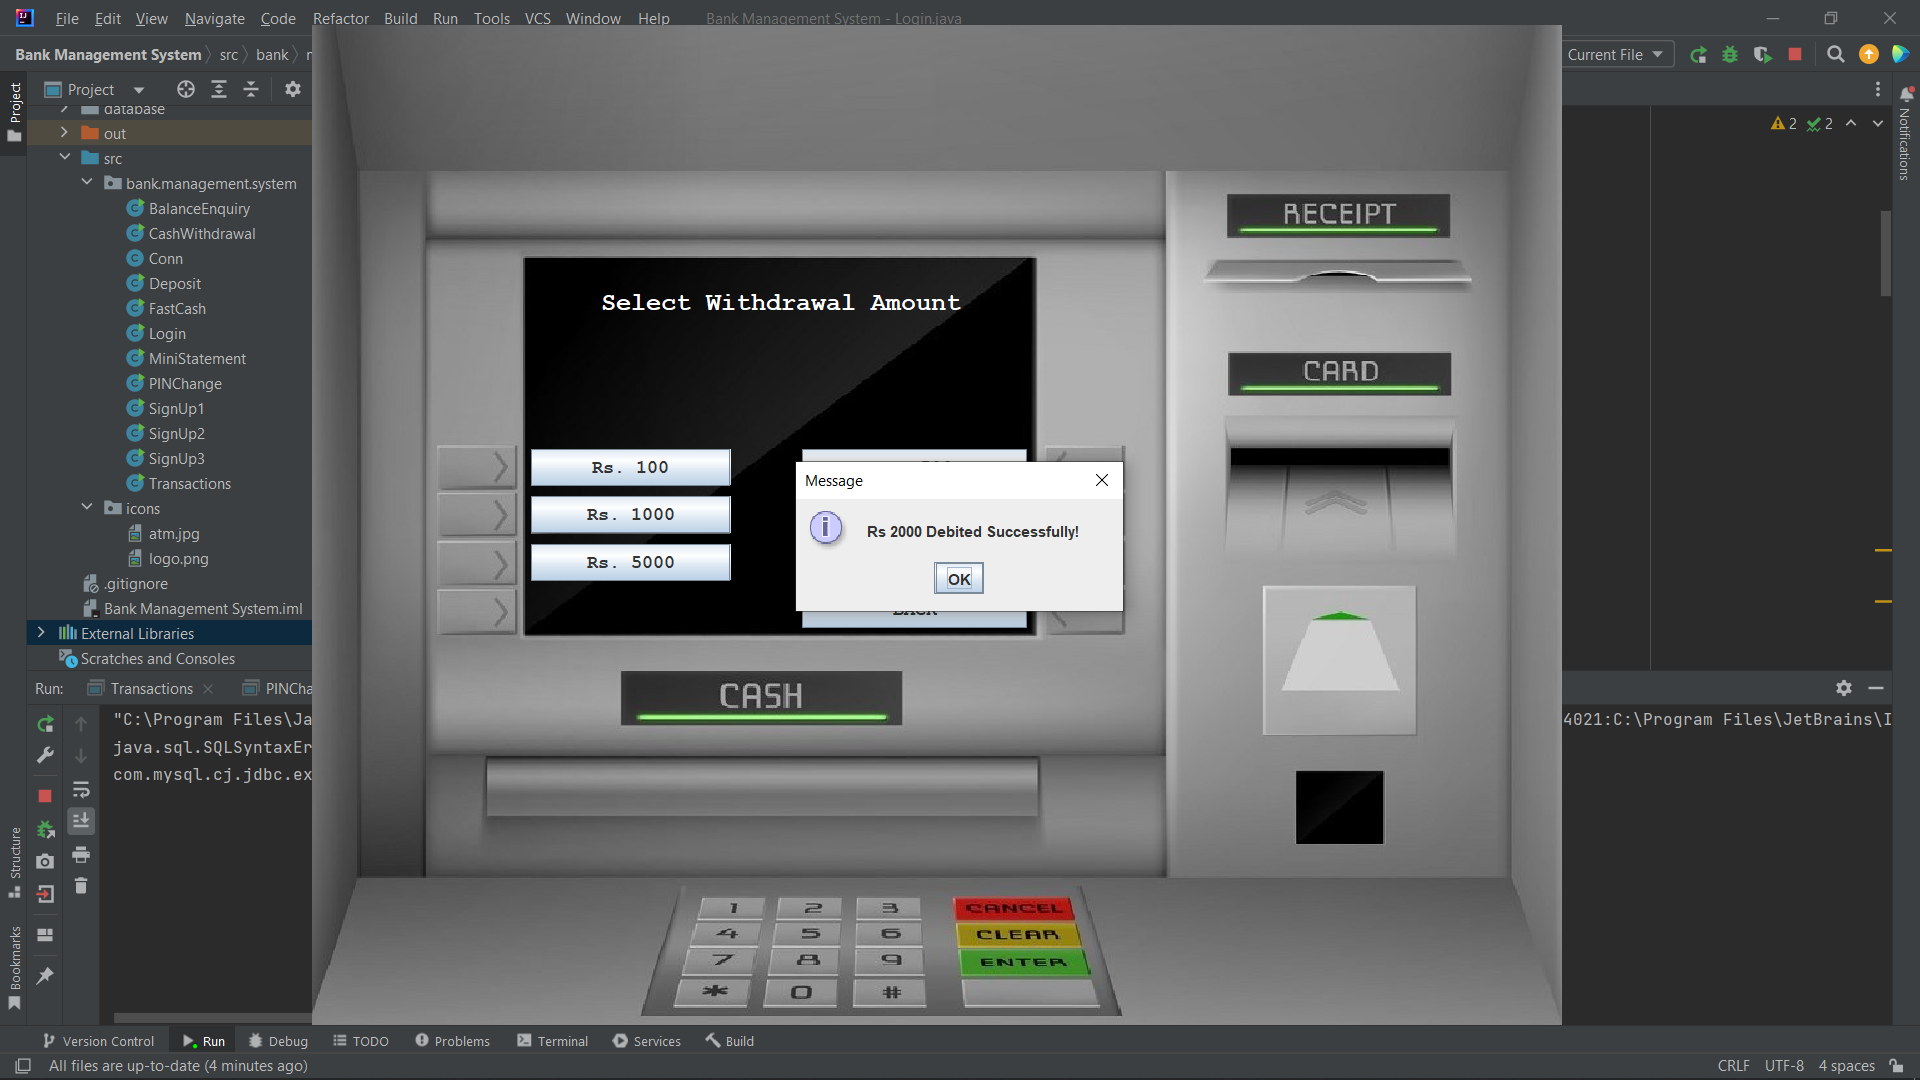 File Edit View Navigate Code Refactor Build Run Tools VCS Window Help Bank Management System - Login.java
Bank Management System src bank
Current File
Project
Project
database
out
src
bank.management.system
BalanceEnquiry
CashWithdrawal
Conn
Deposit
FastCash
Login
MiniStatement
PINChange
SignUp1
SignUp2
SignUp3
Transactions
icons
atm.jpg
logo.png
.gitignore
Bank Management System.iml
External Libraries
Scratches and Consoles
2 2
Notifications
RECEIPT
CARD
Select Withdrawal Amount
Rs. 100
Rs. 1000
Rs. 5000
Message
Rs 2000 Debited Successfully!
OK
BACK
CASH
1 2 3 CANCEL
4 5 6 CLEAR
7 8 9 ENTER
* 0 #
Run: Transactions PINCha
"C:\Program Files\Ja
4021:C:\Program Files\JetBrains\I
java.sql.SQLSyntaxEr
com.mysql.cj.jdbc.ex
Structure
Bookmarks
Version Control Run Debug TODO Problems Terminal Services Build
All files are up-to-date (4 minutes ago)
CRLF UTF-8 4 spaces